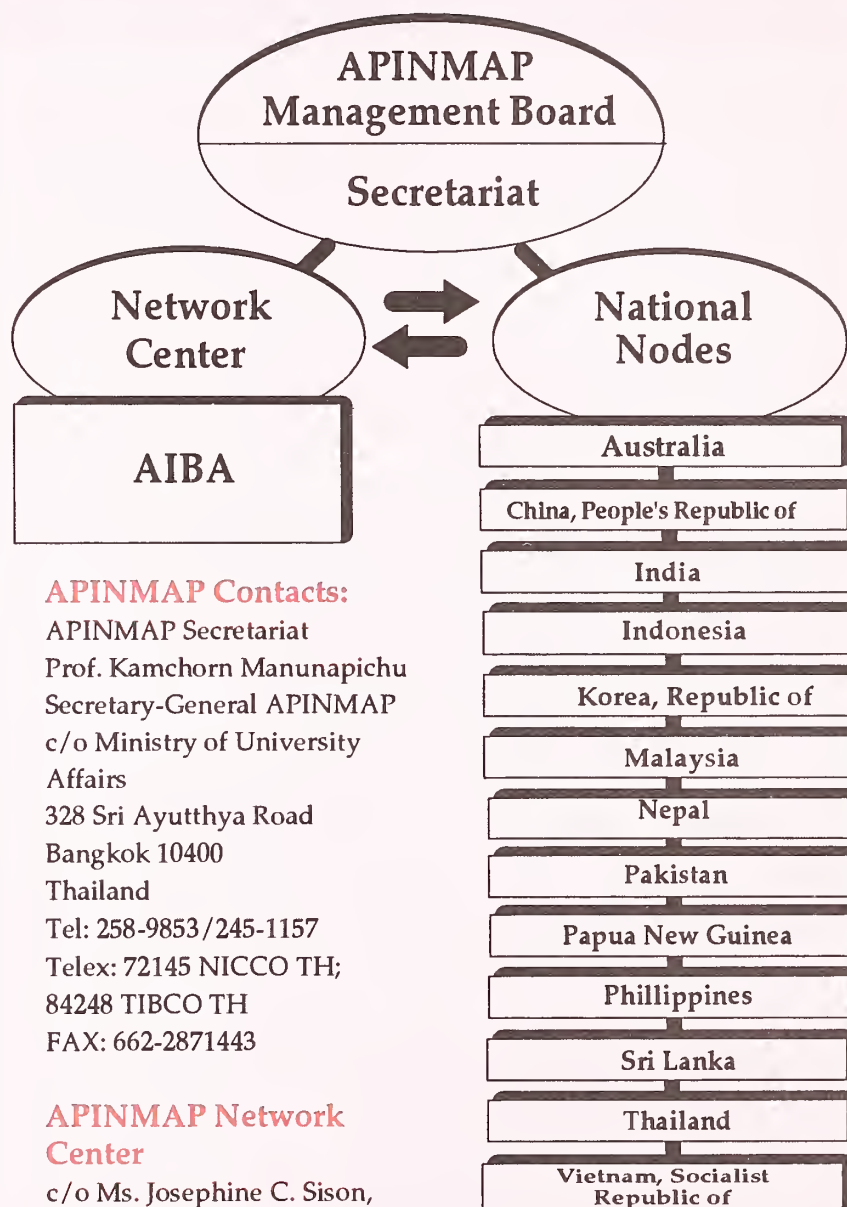 APINMAP
Management Board
Secretariat
Network
Center
National
Nodes
AIBA
Australia
China, People's Republic of
India
Indonesia
Korea, Republic of
Malaysia
Nepal
Pakistan
Papua New Guinea
Phillippines
Sri Lanka
Thailand
Vietnam, Socialist
Republic of
APINMAP Contacts:
APINMAP Secretariat
Prof. Kamchorn Manunapichu
Secretary-General APINMAP
c/o Ministry of University
Affairs
328 Sri Ayutthya Road
Bangkok 10400
Thailand
Tel: 258-9853/245-1157
Telex: 72145 NICCO TH;
84248 TIBCO TH
FAX: 662-2871443
APINMAP Network
Center
c/o Ms. Josephine C. Sison,